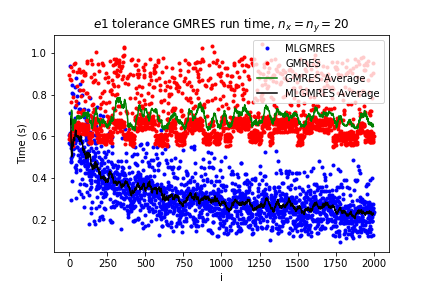 e1 tolerance GMRES run time, n_x = n_y = 20
MLGMRES
GMRES
GMRES Average
MLGMRES Average
1.0
0.8
0.6
0.4
0.2
Time (s)
0 250 500 750 1000 1250 1500 1750 2000
i